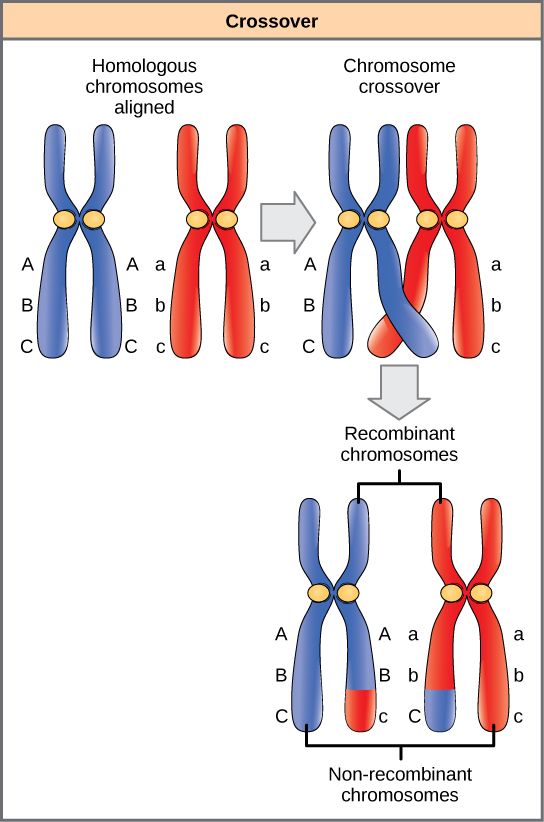 Crossover
Homologous
chromosomes
aligned
A A a a
B B b b
C C c c
Chromosome
crossover
A a
B b
C c
Recombinant
chromosomes
A A a a
B B b b
C c C c
Non-recombinant
chromosomes